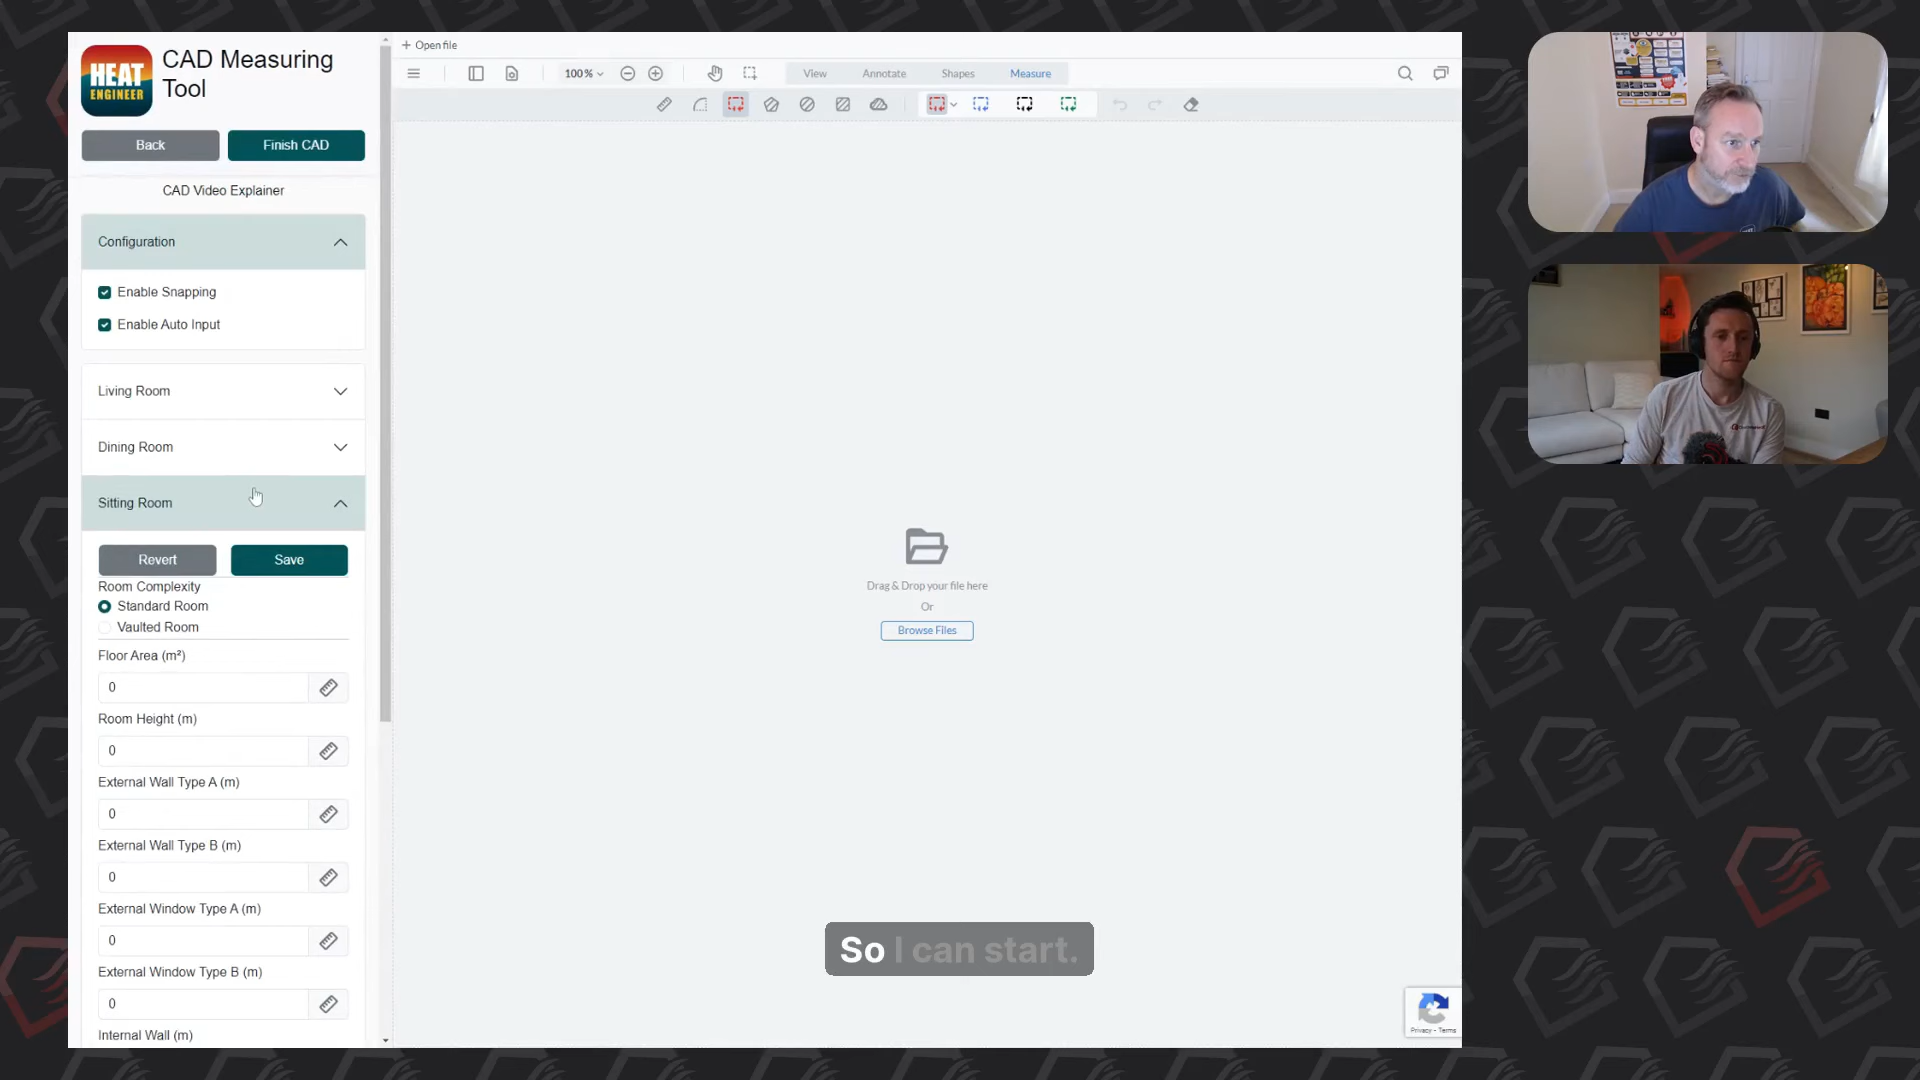 HEAT
ENGINEER
CAD Measuring
Tool
Back
Finish CAD
CAD Video Explainer
Configuration
Enable Snapping
Enable Auto Input
Living Room
Dining Room
Sitting Room
Revert
Save
Room Complexity
Standard Room
Vaulted Room
Floor Area (m²)
0
Room Height (m)
0
External Wall Type A (m)
0
External Wall Type B (m)
0
External Window Type A (m)
0
External Window Type B (m)
0
Internal Wall (m)
+ Open file
100%
View
Annotate
Shapes
Measure
Drag & Drop your file here
Or
Browse Files
So I can start.
Privacy - Terms